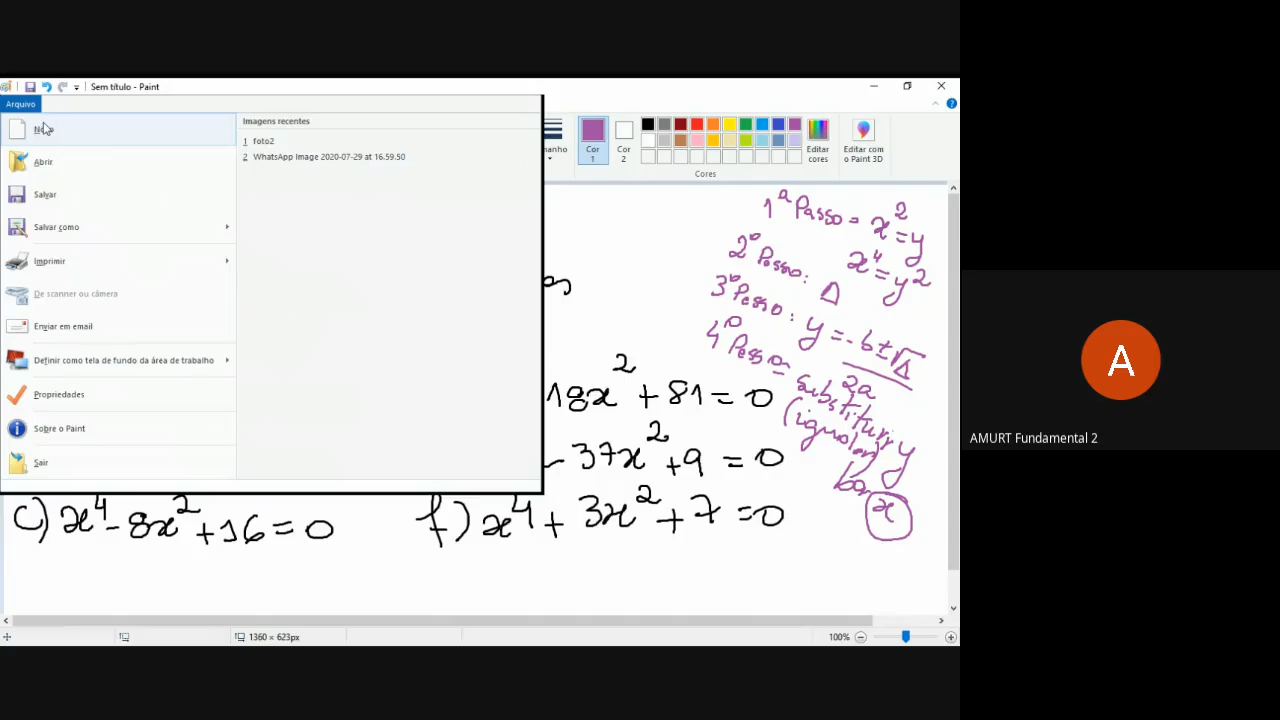 Sem título - Paint
Arquivo
Abrir
Salvar
Salvar como
Imprimir
De scanner ou câmera
Enviar em email
Definir como tela de fundo da área de trabalho
Propriedades
Sobre o Paint
Sair
Imagens recentes
1 foto2
2 WhatsApp Image 2020-07-29 at 16.59.50
Cor 1
Cor 2
Editar cores
Editar com o Paint 3D
Cores
1ª Passo = x² = y
x⁴ = y²
2º Passo: Δ
3º Passo: y = -b±√Δ
2a
4º Passo
substituir y
(igualar)
x
18x² + 81 = 0
- 37x² + 9 = 0
c) x⁴ - 8x² + 16 = 0
f) x⁴ + 3x² + 7 = 0
1360 × 623px
100%
A
AMURT Fundamental 2